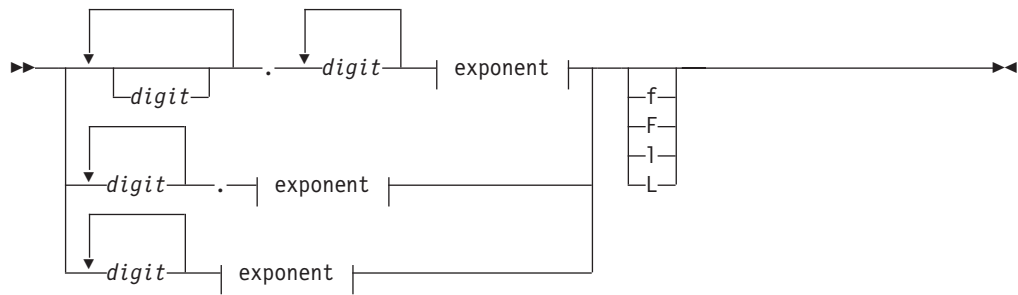 . digit exponent
digit f
F
l
digit . exponent L
digit exponent